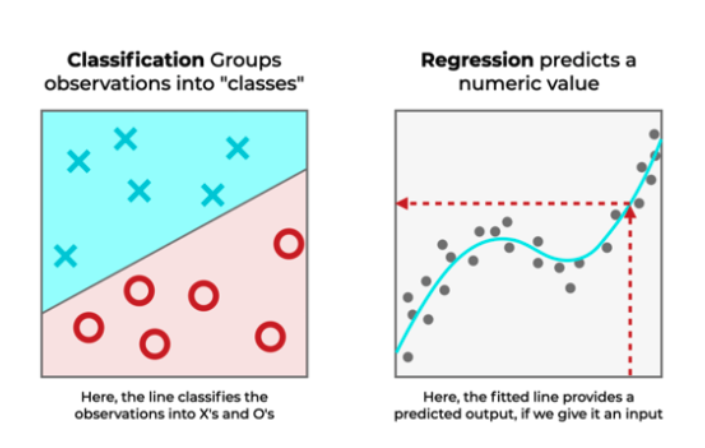 Classification Groups
observations into "classes"
Here, the line classifies the
observations into X's and O's
Regression predicts a
numeric value
Here, the fitted line provides a
predicted output, if we give it an input